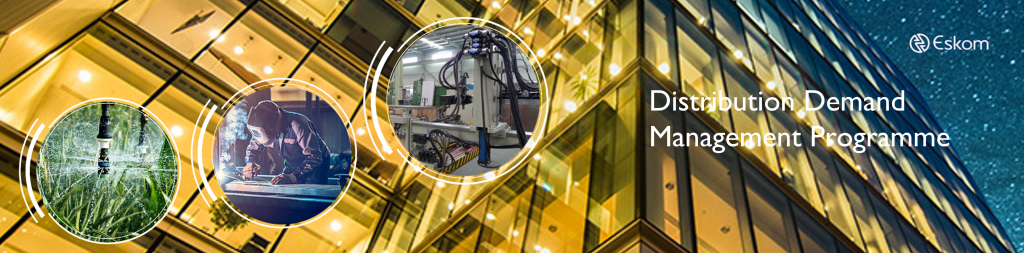 Eskom
Distribution Demand
Management Programme